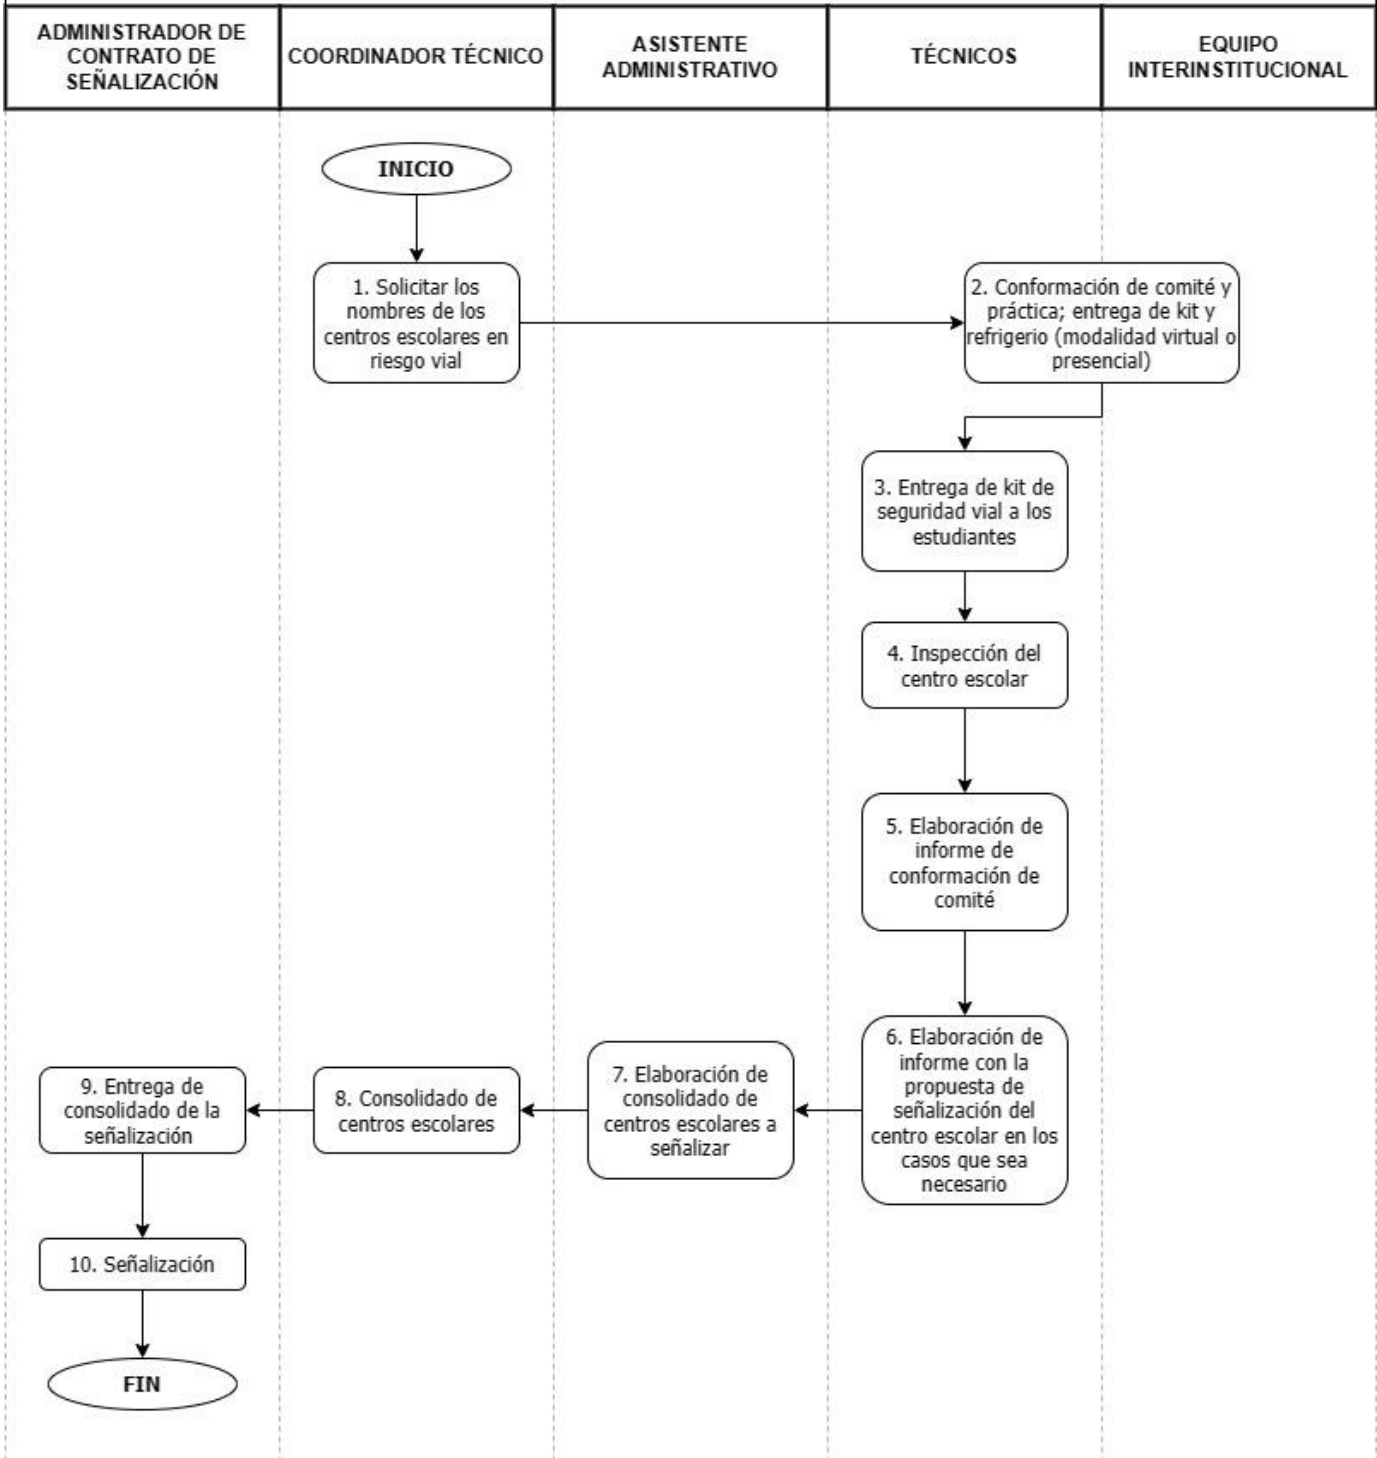 ADMINISTRADOR DE
CONTRATO DE
SEÑALIZACIÓN
COORDINADOR TÉCNICO
ASISTENTE
ADMINISTRATIVO
TÉCNICOS
EQUIPO
INTERINSTITUCIONAL
INICIO
1. Solicitar los
nombres de los
centros escolares en
riesgo vial
2. Conformación de comité y
práctica; entrega de kit y
refrigerio (modalidad virtual o
presencial)
3. Entrega de kit de
seguridad vial a los
estudiantes
4. Inspección del
centro escolar
5. Elaboración de
informe de
conformación de
comité
6. Elaboración de
informe con la
propuesta de
señalización del
centro escolar en los
casos que sea
necesario
7. Elaboración de
consolidado de
centros escolares a
señalizar
8. Consolidado de
centros escolares
9. Entrega de
consolidado de la
señalización
10. Señalización
FIN